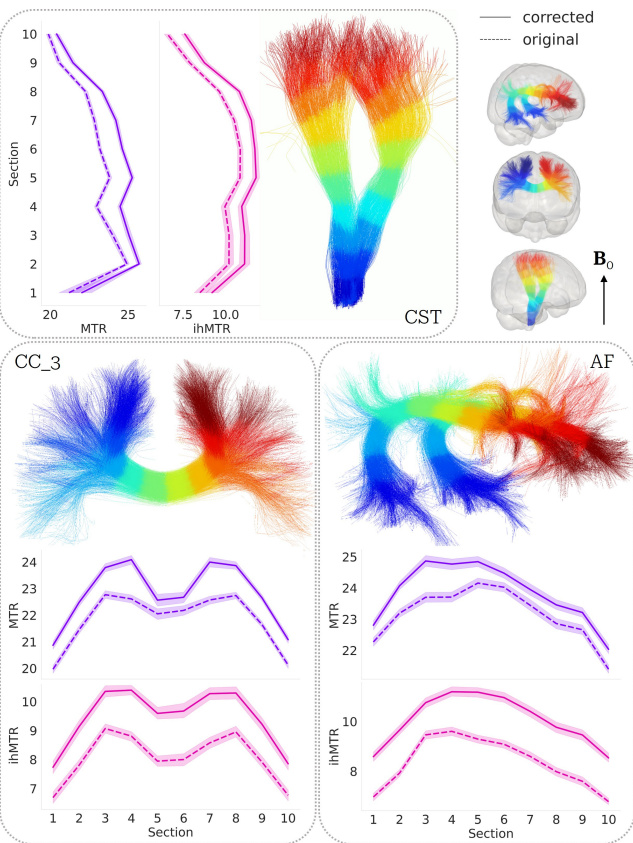 corrected
original
10
9
8
7
6
5
4
3
2
1
Section
20 25
MTR
7.5 10.0
ihMTR
CST
B0
CC_3
24
23
22
21
20
MTR
10
9
8
7
ihMTR
1 2 3 4 5 6 7 8 9 10
Section
AF
25
24
23
22
MTR
10
8
ihMTR
1 2 3 4 5 6 7 8 9 10
Section